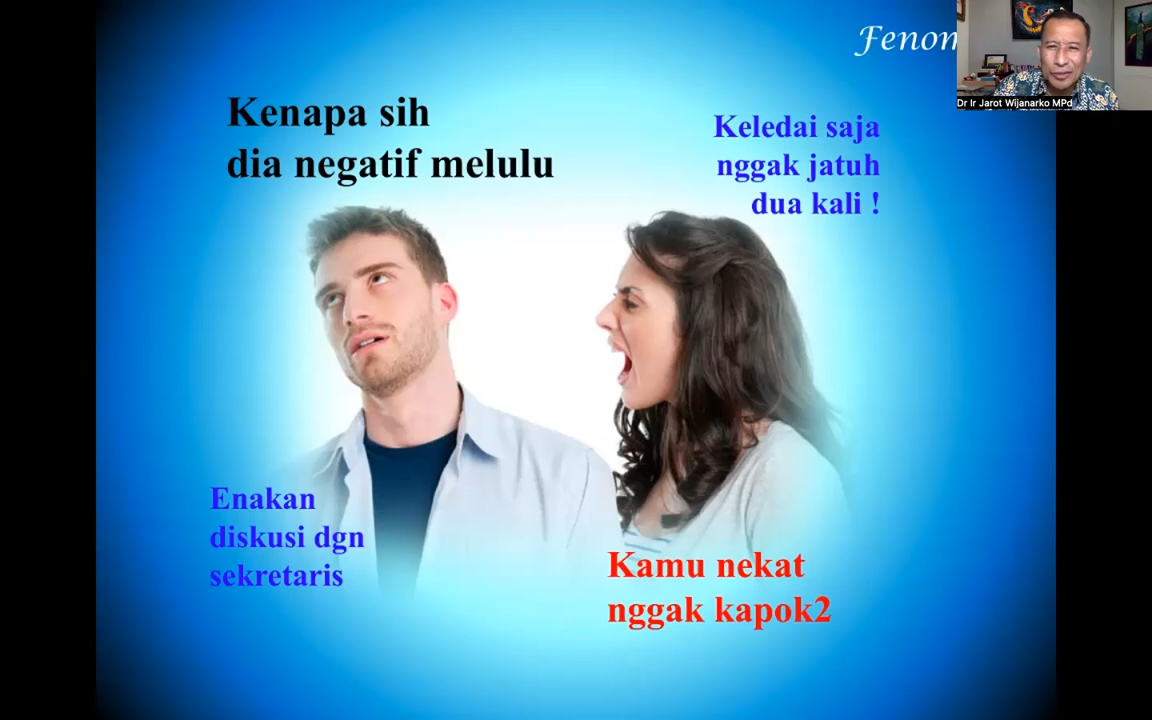 Fenom
Dr Ir Jarot Wijanarko MPd
Kenapa sih
dia negatif melulu
Keledai saja
nggak jatuh
dua kali !
Enakan
diskusi dgn
sekretaris
Kamu nekat
nggak kapok2